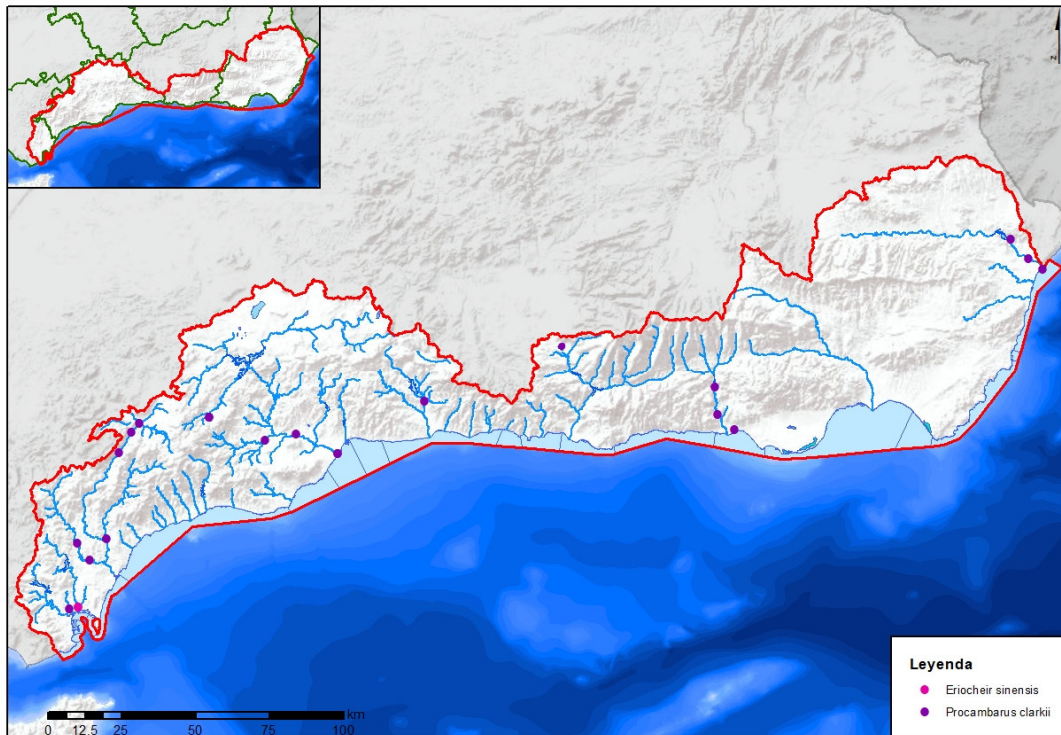 z
Leyenda
Eriocheir sinensis
Procambarus clarkii
km
0 12.5 25 50 75 100